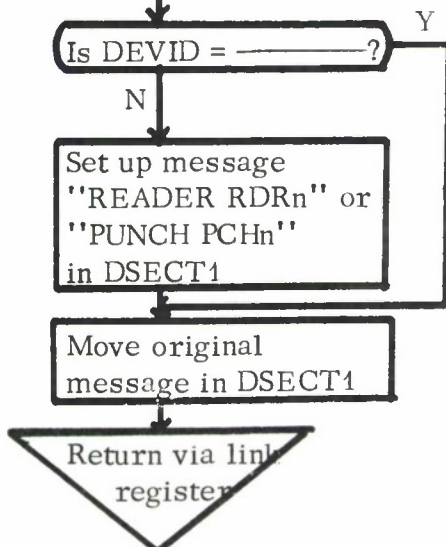 Y
Is DEVID = ————?
N
Set up message
"READER RDRn" or
"PUNCH PCHn"
in DSECT1
Move original
message in DSECT1
Return via link
register